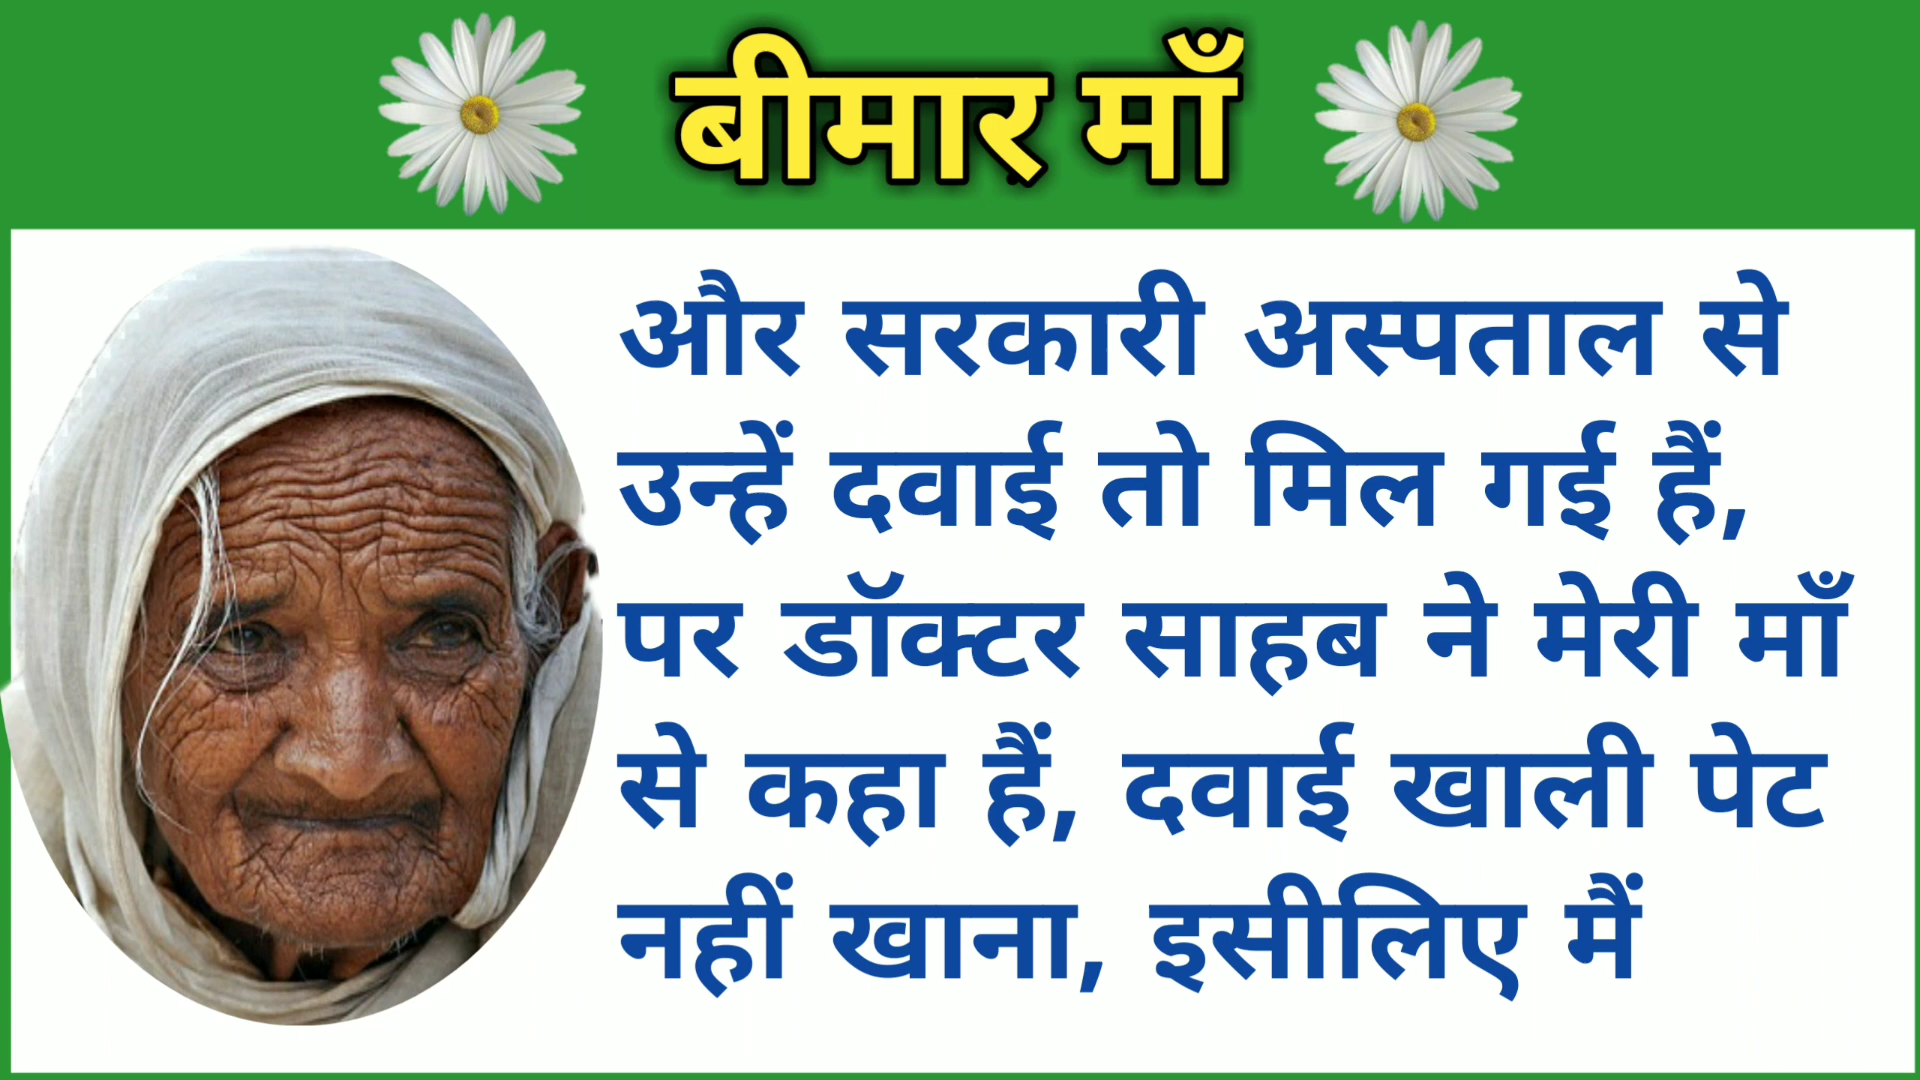 बीमार माँ
और सरकारी अस्पताल से
उन्हें दवाई तो मिल गई हैं,
पर डॉक्टर साहब ने मेरी माँ
से कहा हैं, दवाई खाली पेट
नहीं खाना, इसीलिए मैं